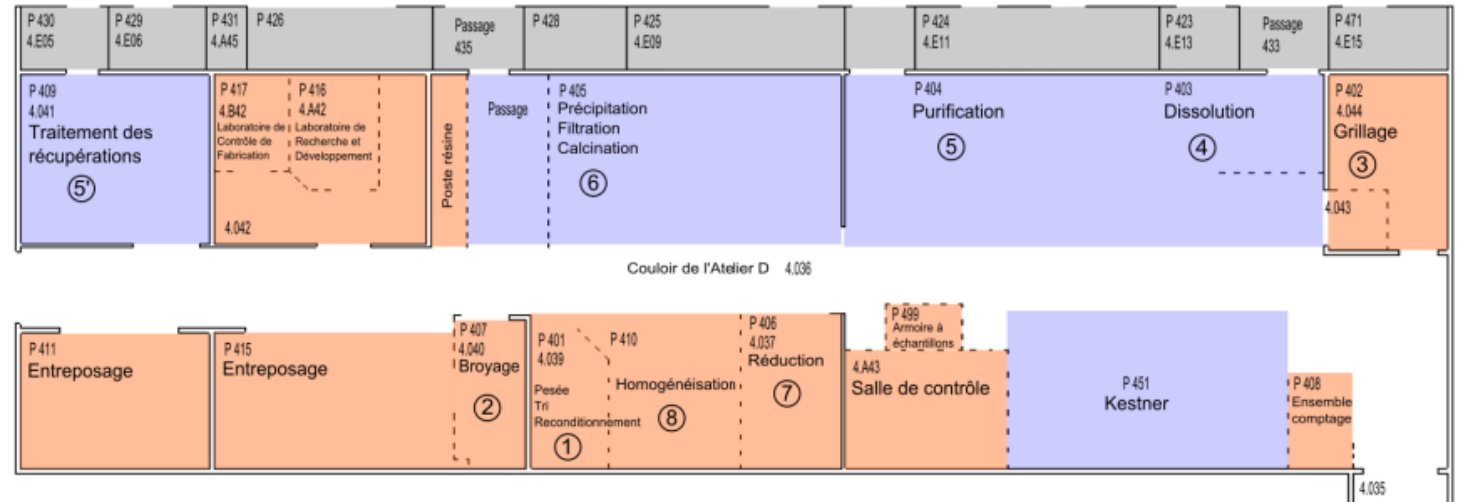 P 430
4.E05
P 429
4.E06
P 431
4.A45
P 426
Passage
435
P 428
P 425
4.E09
P 424
4.E11
P 423
4.E13
Passage
433
P 471
4.E15
P 409
4.041
Traitement des
récupérations
5'
P 417
4.B42
Laboratoire de
Contrôle de
Fabrication
P 416
4.A42
Laboratoire de
Recherche et
Développement
4.042
Poste résine
Passage
P 405
Précipitation
Filtration
Calcination
6
P 404
Purification
5
P 403
Dissolution
4
P 402
4.044
Grillage
3
4.043
Couloir de l'Atelier D 4.036
P 411
Entreposage
P 415
Entreposage
P 407
4.040
Broyage
2
P 401
4.039
Pesée
Tri
Reconditionnement
1
P 410
Homogénéisation
8
P 406
4.037
Réduction
7
P 499
Armoire à
échantillons
4.A43
Salle de contrôle
P 451
Kestner
P 408
Ensemble
comptage
4.035